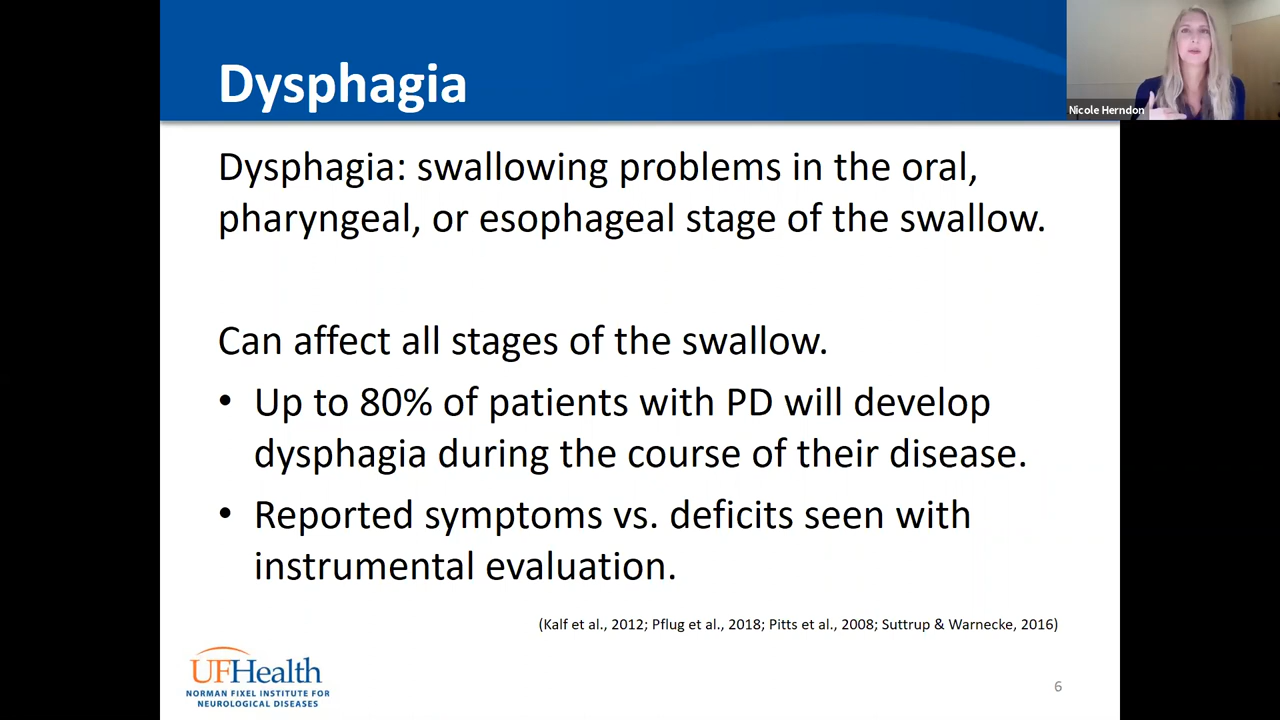 Dysphagia
Nicole Herndon
Dysphagia: swallowing problems in the oral,
pharyngeal, or esophageal stage of the swallow.
Can affect all stages of the swallow.
• Up to 80% of patients with PD will develop
dysphagia during the course of their disease.
• Reported symptoms vs. deficits seen with
instrumental evaluation.
(Kalf et al., 2012; Pflug et al., 2018; Pitts et al., 2008; Suttrup & Warnecke, 2016)
UFHealth
NORMAN FIXEL INSTITUTE FOR
NEUROLOGICAL DISEASES
6